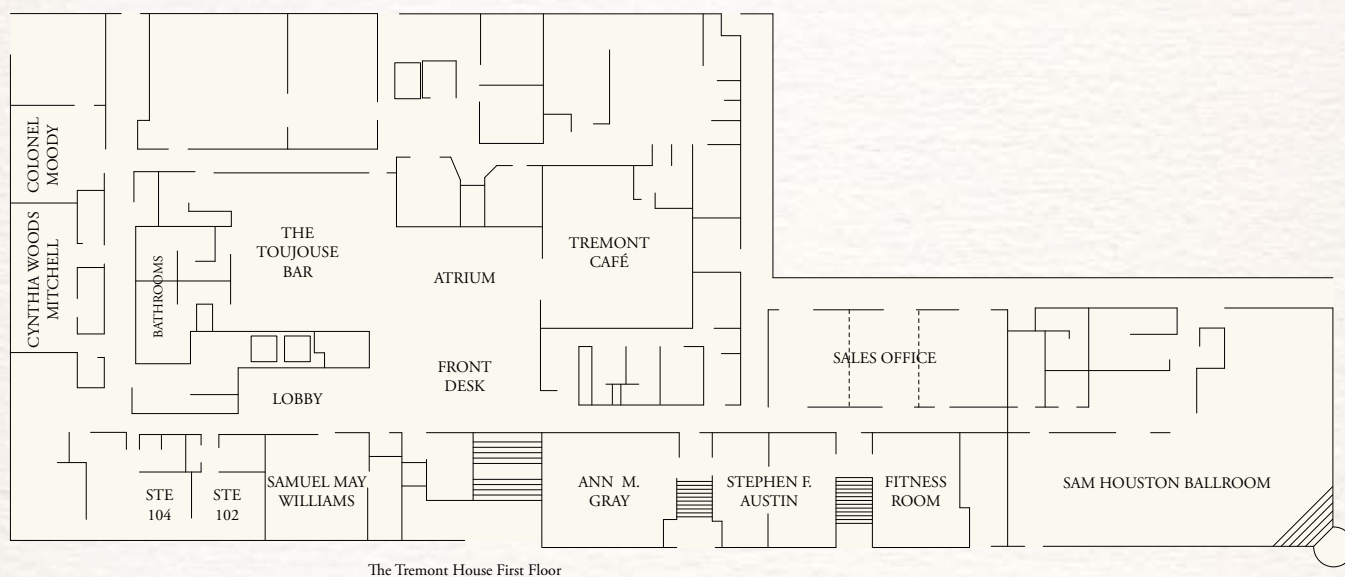 COLONEL
MOODY
CYNTHIA WOODS
MITCHELL
BATHROOMS
THE
TOUJOUSE
BAR
ATRIUM
TREMONT
CAFÉ
FRONT
DESK
LOBBY
SALES OFFICE
STE
104
STE
102
SAMUEL MAY
WILLIAMS
ANN M.
GRAY
STEPHEN F.
AUSTIN
FITNESS
ROOM
SAM HOUSTON BALLROOM
The Tremont House First Floor